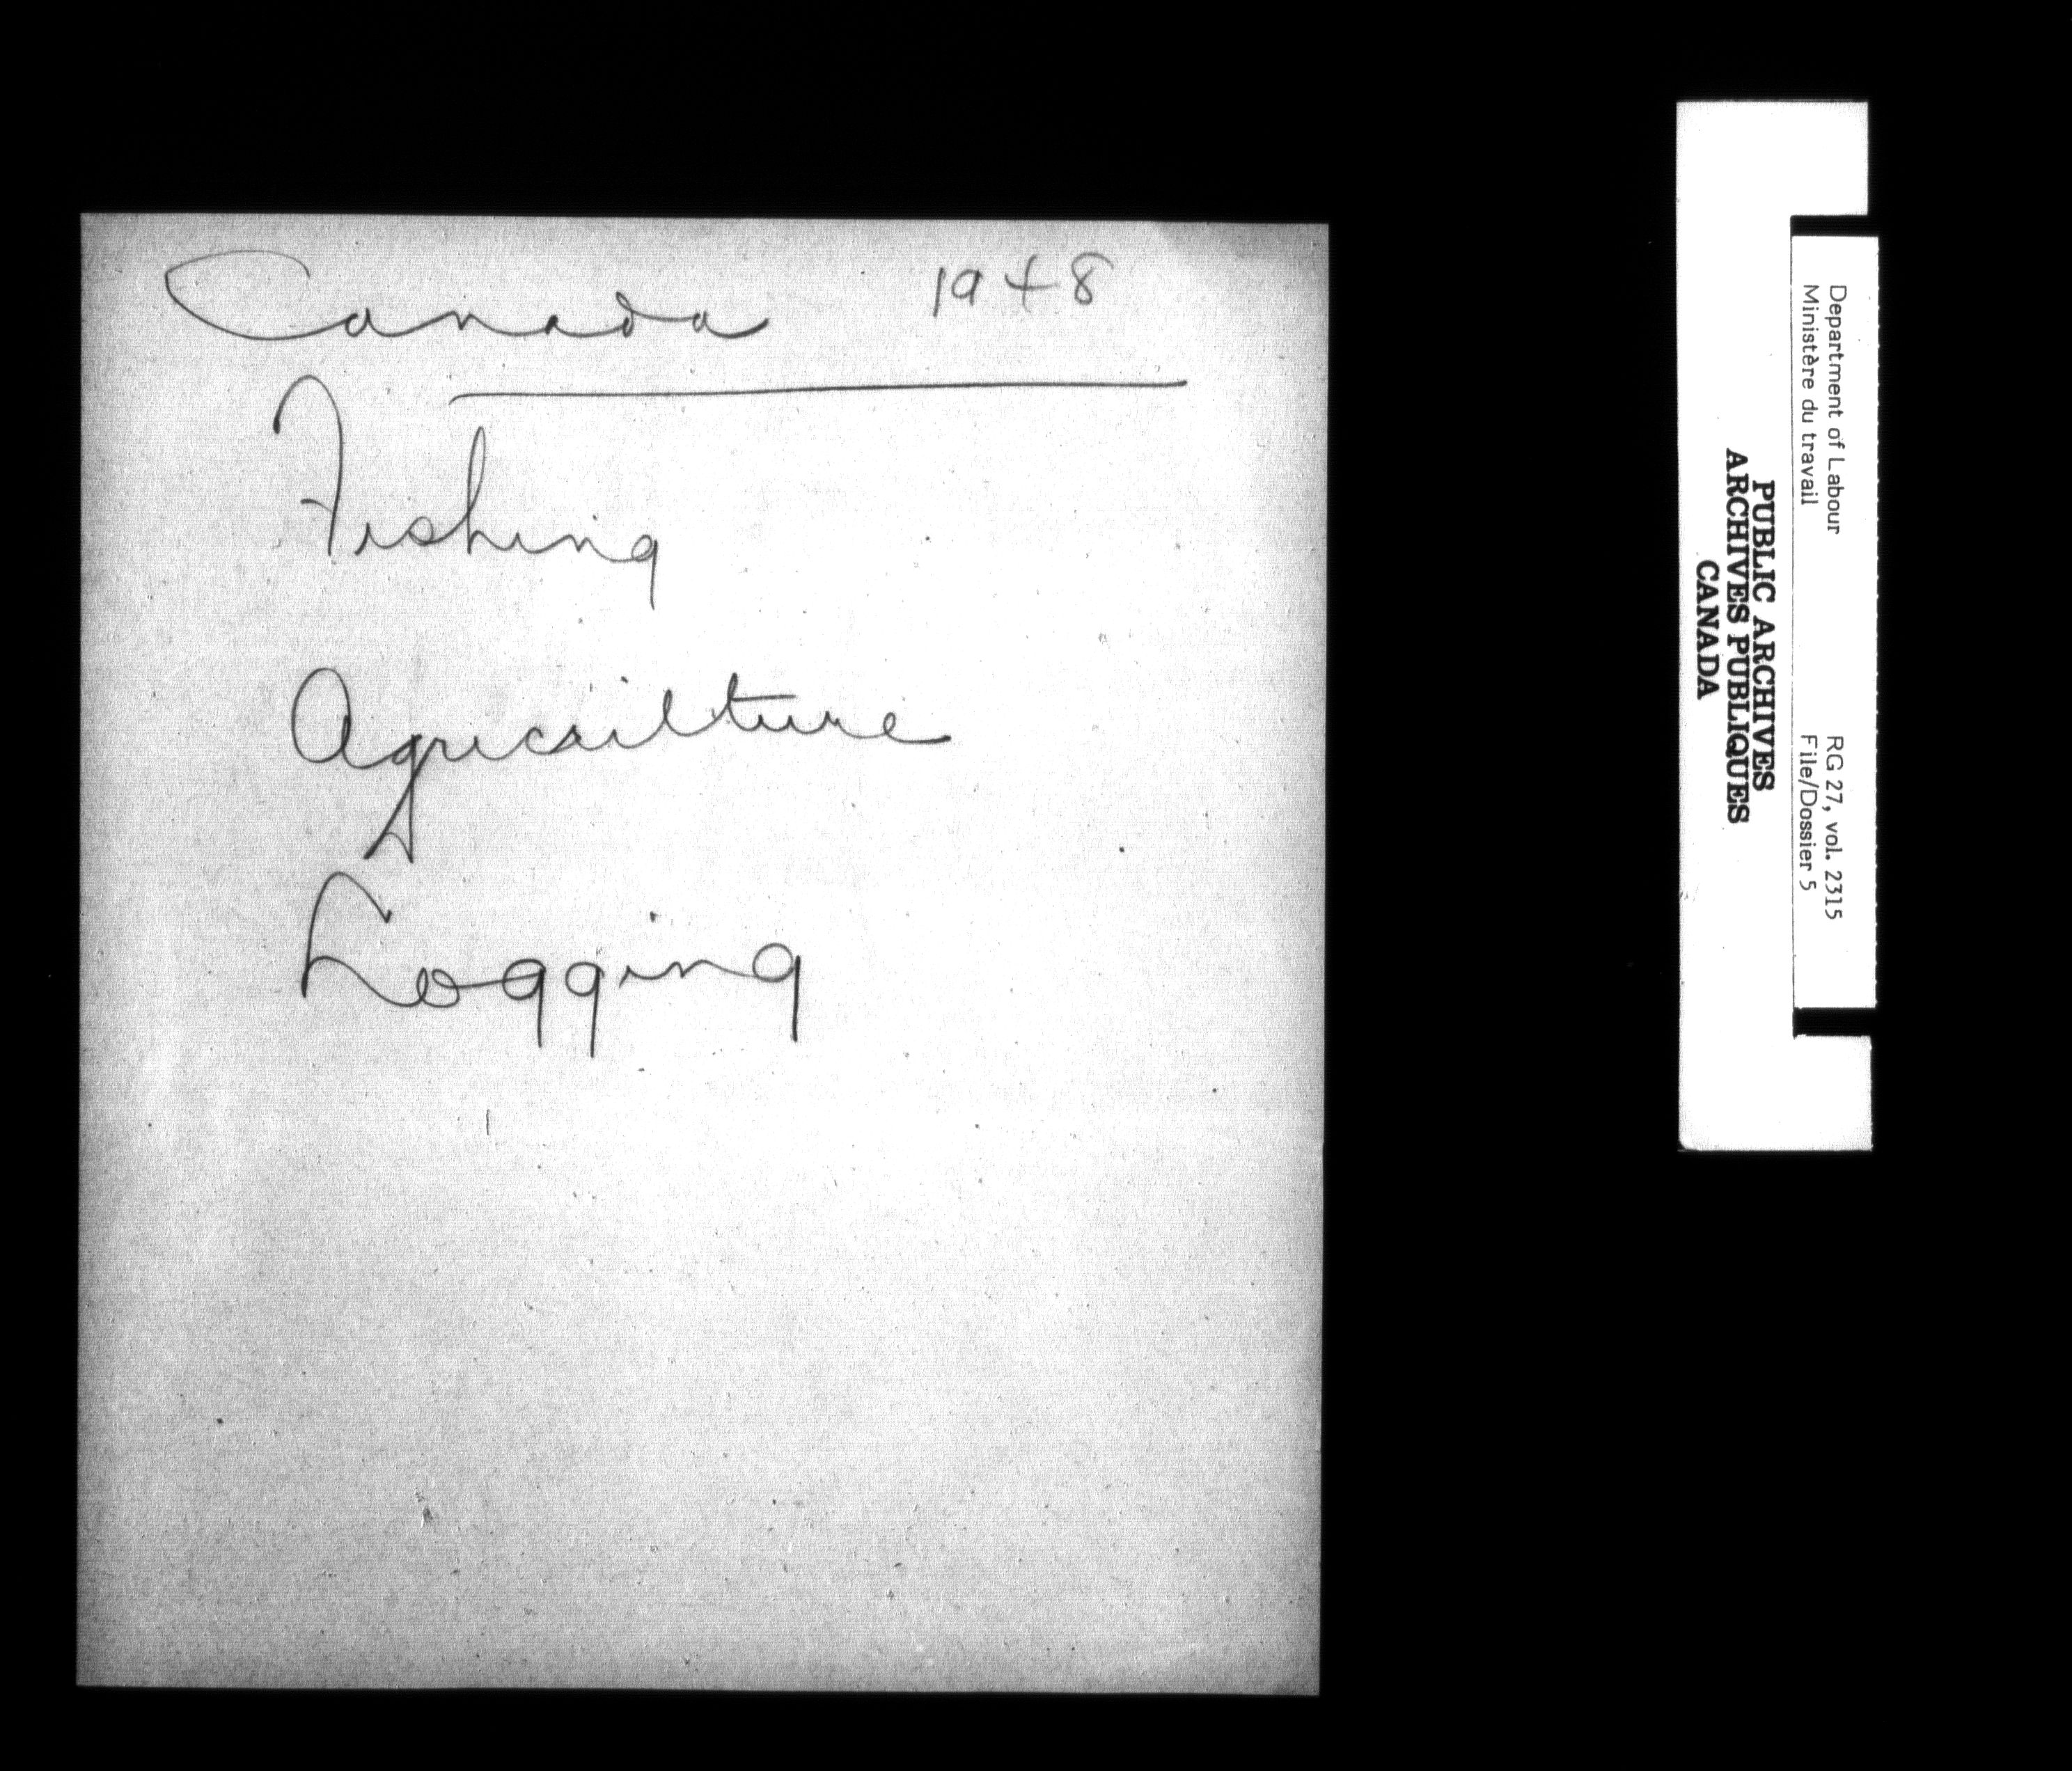 Canada 1948
Fishing
Agriculture
Logging
Department of Labour RG 27, vol. 2315
Ministère du travail File/Dossier 5
PUBLIC ARCHIVES
ARCHIVES PUBLIQUES
CANADA